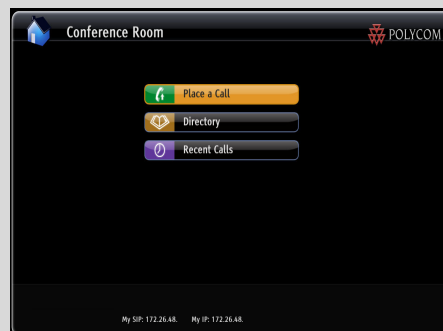 Conference Room
POLYCOM
Place a Call
Directory
Recent Calls
My SIP: 172.26.48. My IP: 172.26.48.